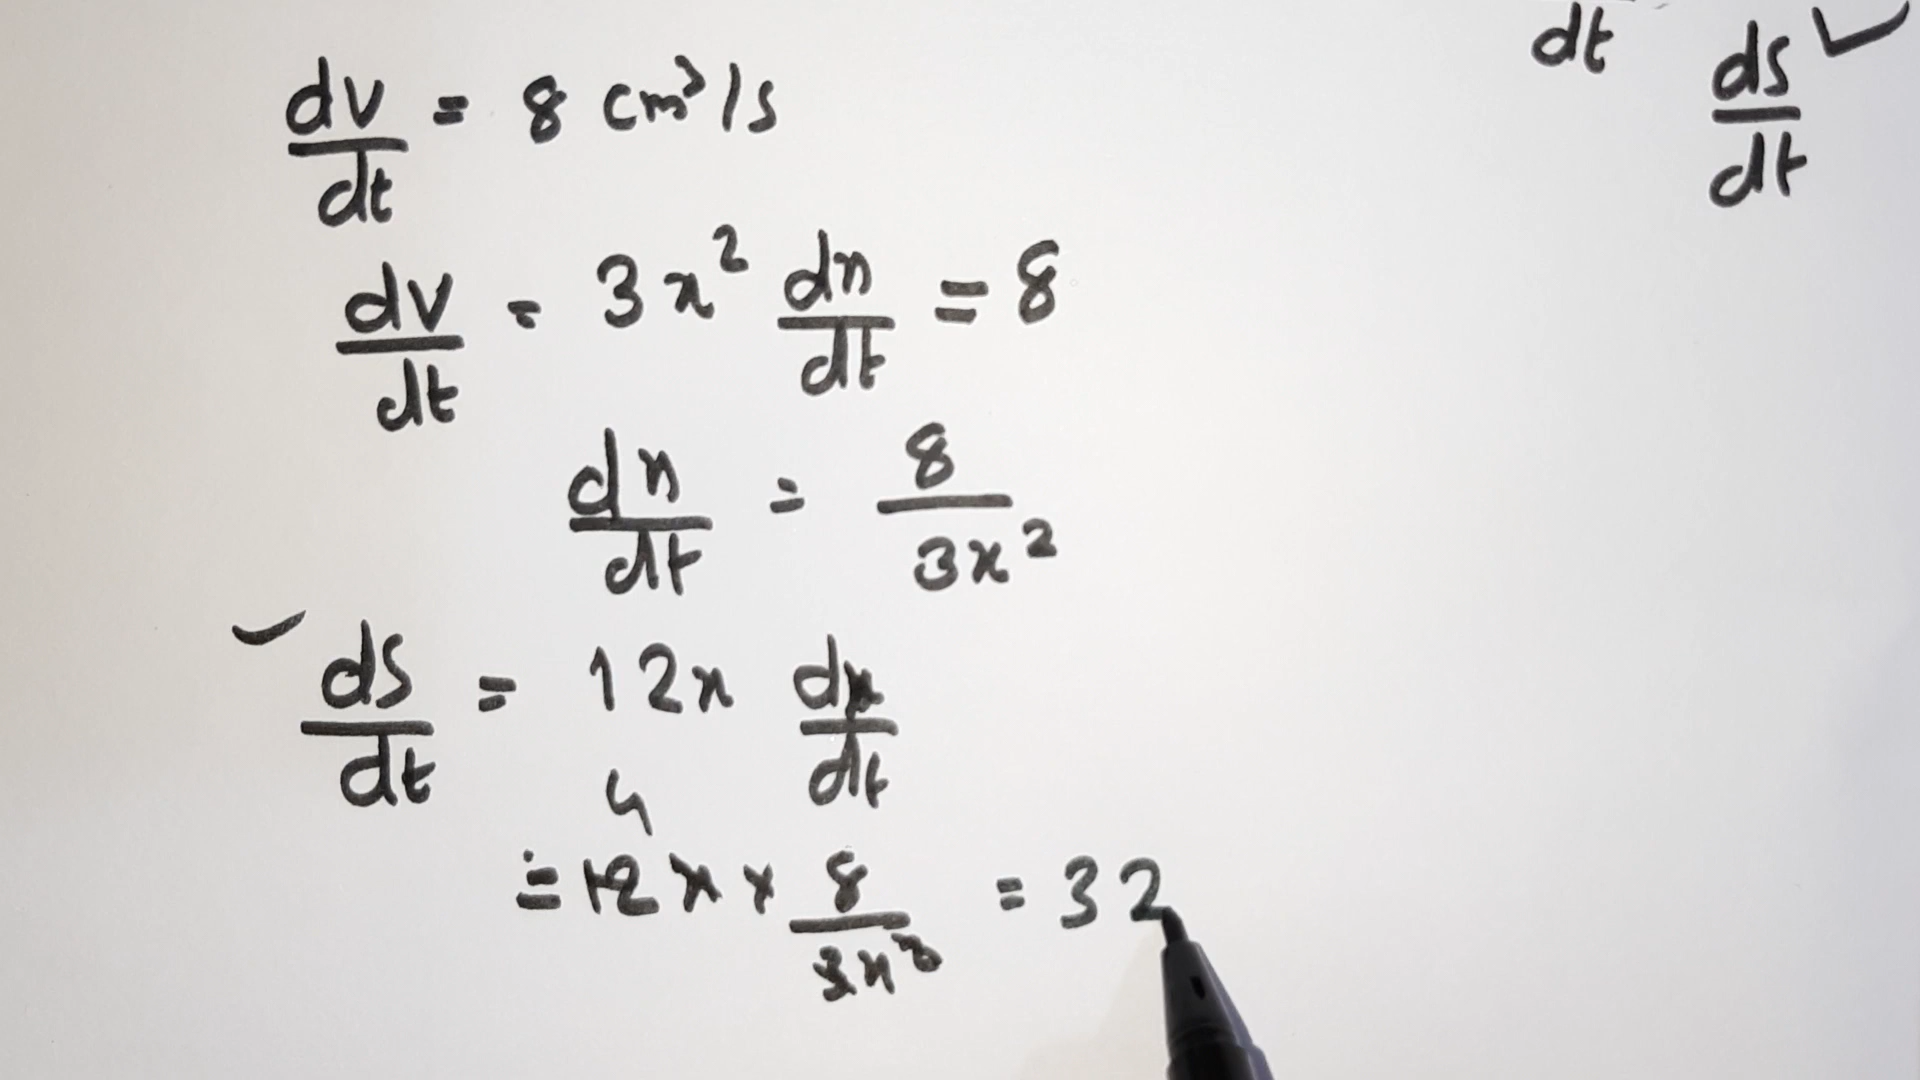 dt ds/dt ✓
dv/dt = 8 cm³/s
dv/dt = 3x² dx/dt = 8
dx/dt = 8/3x²
✓ ds/dt = 12x dx/dt
4
= 12x × 8/3x² = 32